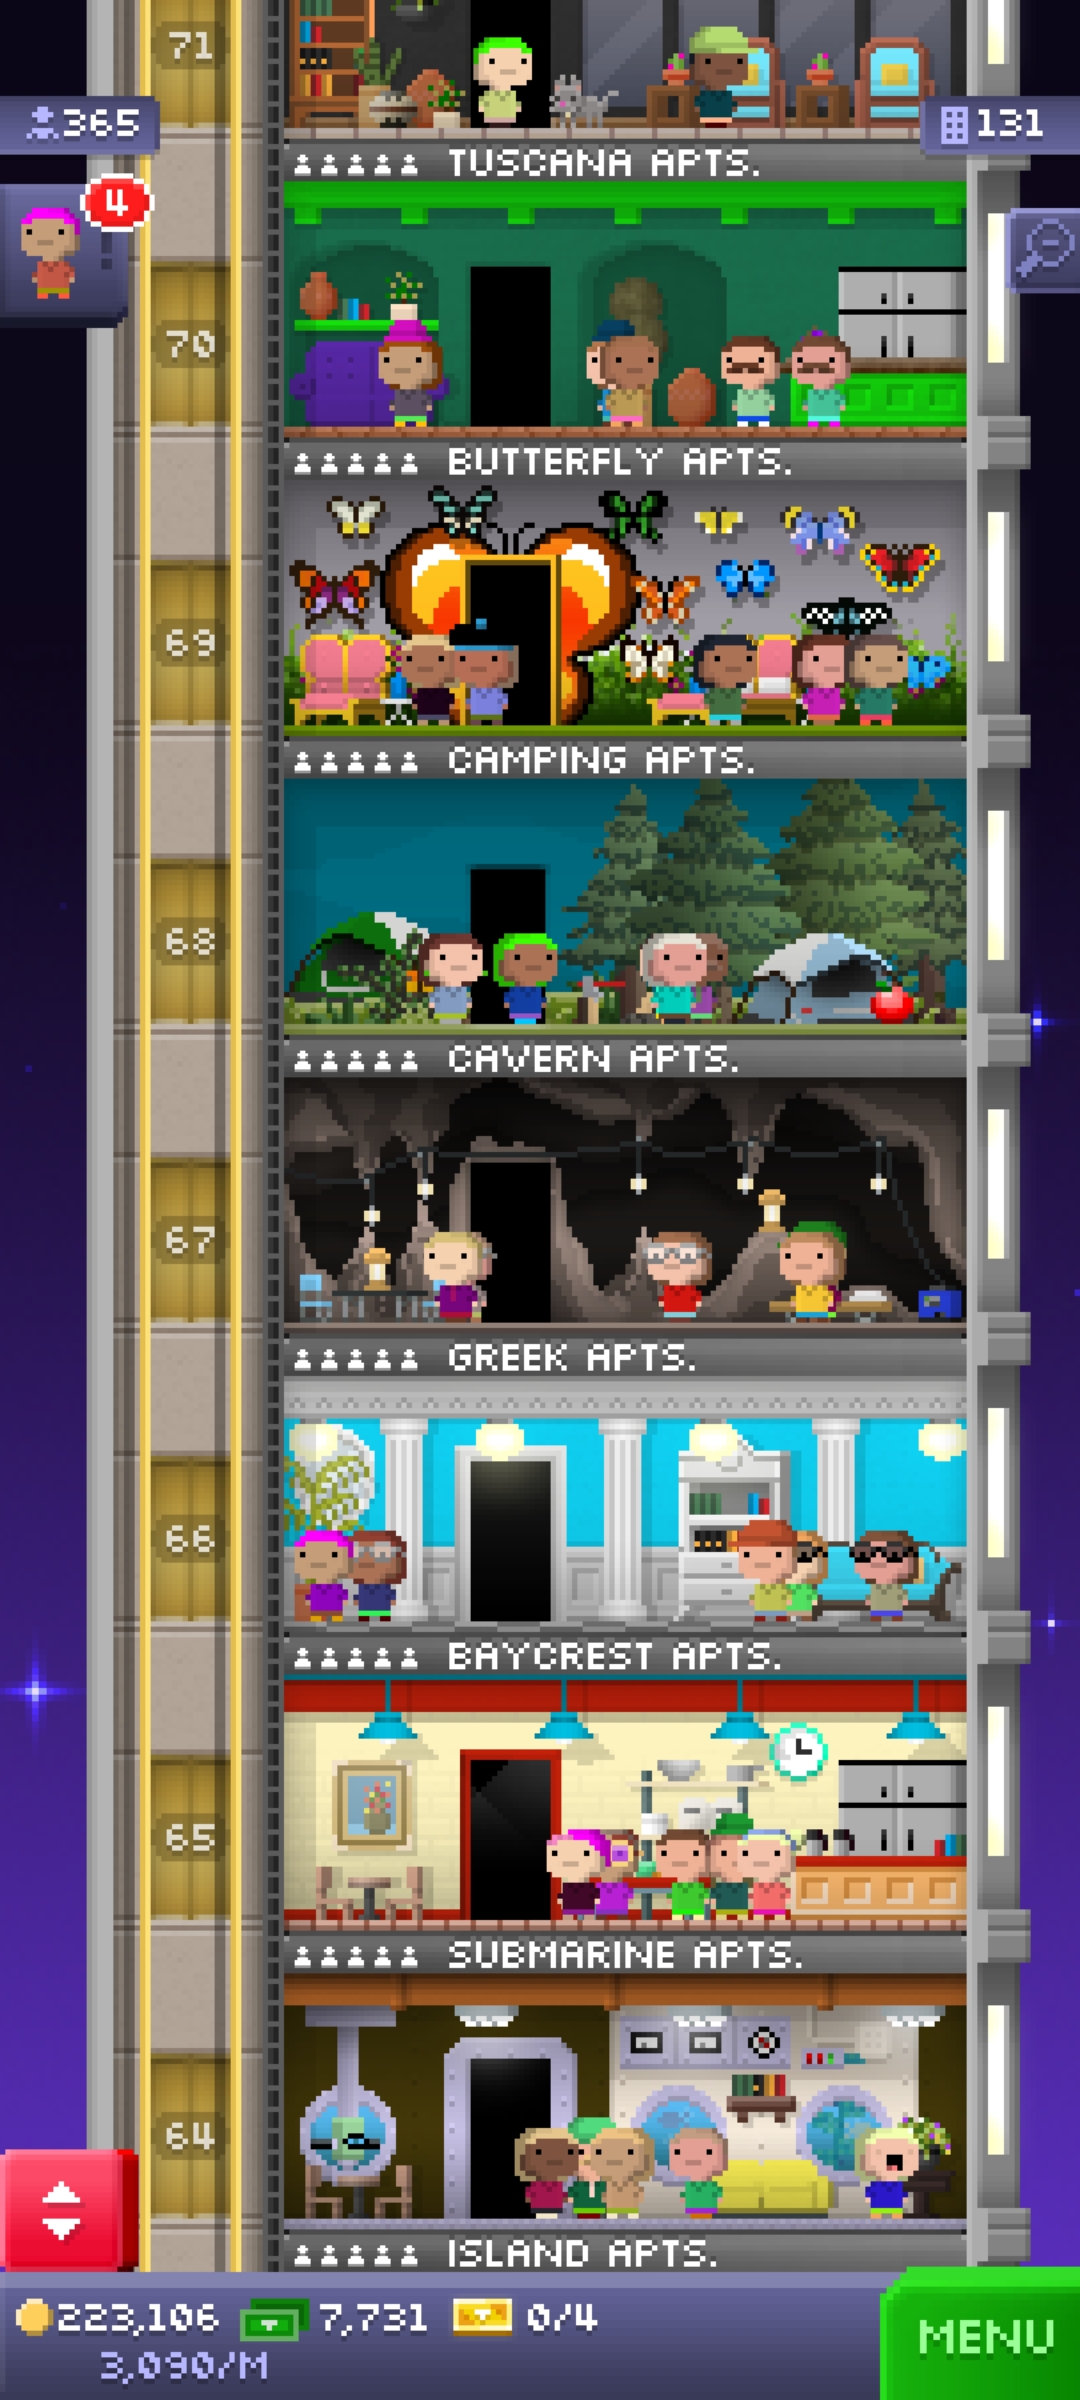 71
365
131
TUSCANA APTS.
4
70
BUTTERFLY APTS.
69
CAMPING APTS.
68
CAVERN APTS.
67
GREEK APTS.
66
BAYCREST APTS.
65
SUBMARINE APTS.
64
ISLAND APTS.
223,106 7,731 0/4
3,090/M
MENU